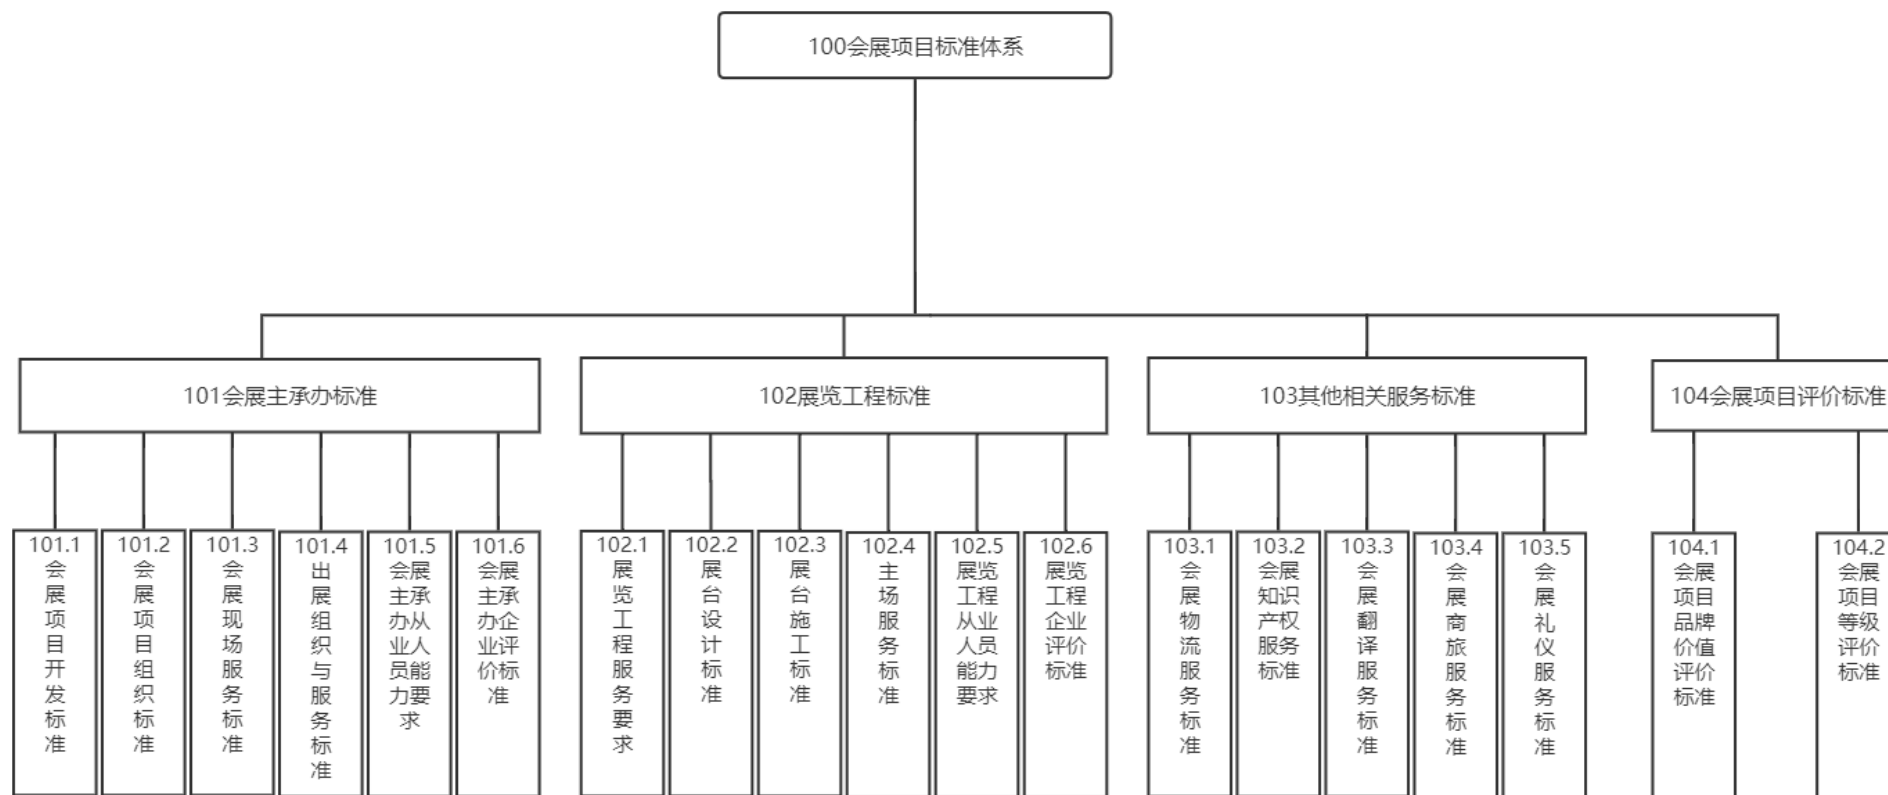 100会展项目标准体系
101会展主承办标准
102展览工程标准
103其他相关服务标准
104会展项目评价标准
101.1
会
展
项
目
开
发
标
准
101.2
会
展
项
目
组
织
标
准
101.3
会
展
现
场
服
务
标
准
101.4
出
展
组
织
与
服
务
标
准
101.5
会展
主承
办从
业人
员能
力要
求
101.6
会展
主承
办企
业评
价标
准
102.1
展
览
工
程
服
务
要
求
102.2
展
台
设
计
标
准
102.3
展
台
施
工
标
准
102.4
主
场
服
务
标
准
102.5
展览
工程
从业
人员
能力
要求
102.6
展览
工程
企业
评价
标准
103.1
会
展
物
流
服
务
标
准
103.2
会展
知识
产权
服务
标准
103.3
会
展
翻
译
服
务
标
准
103.4
会
展
商
旅
服
务
标
准
103.5
会
展
礼
仪
服
务
标
准
104.1
会展
项目
品牌
价值
评价
标准
104.2
会展
项目
等级
评价
标准